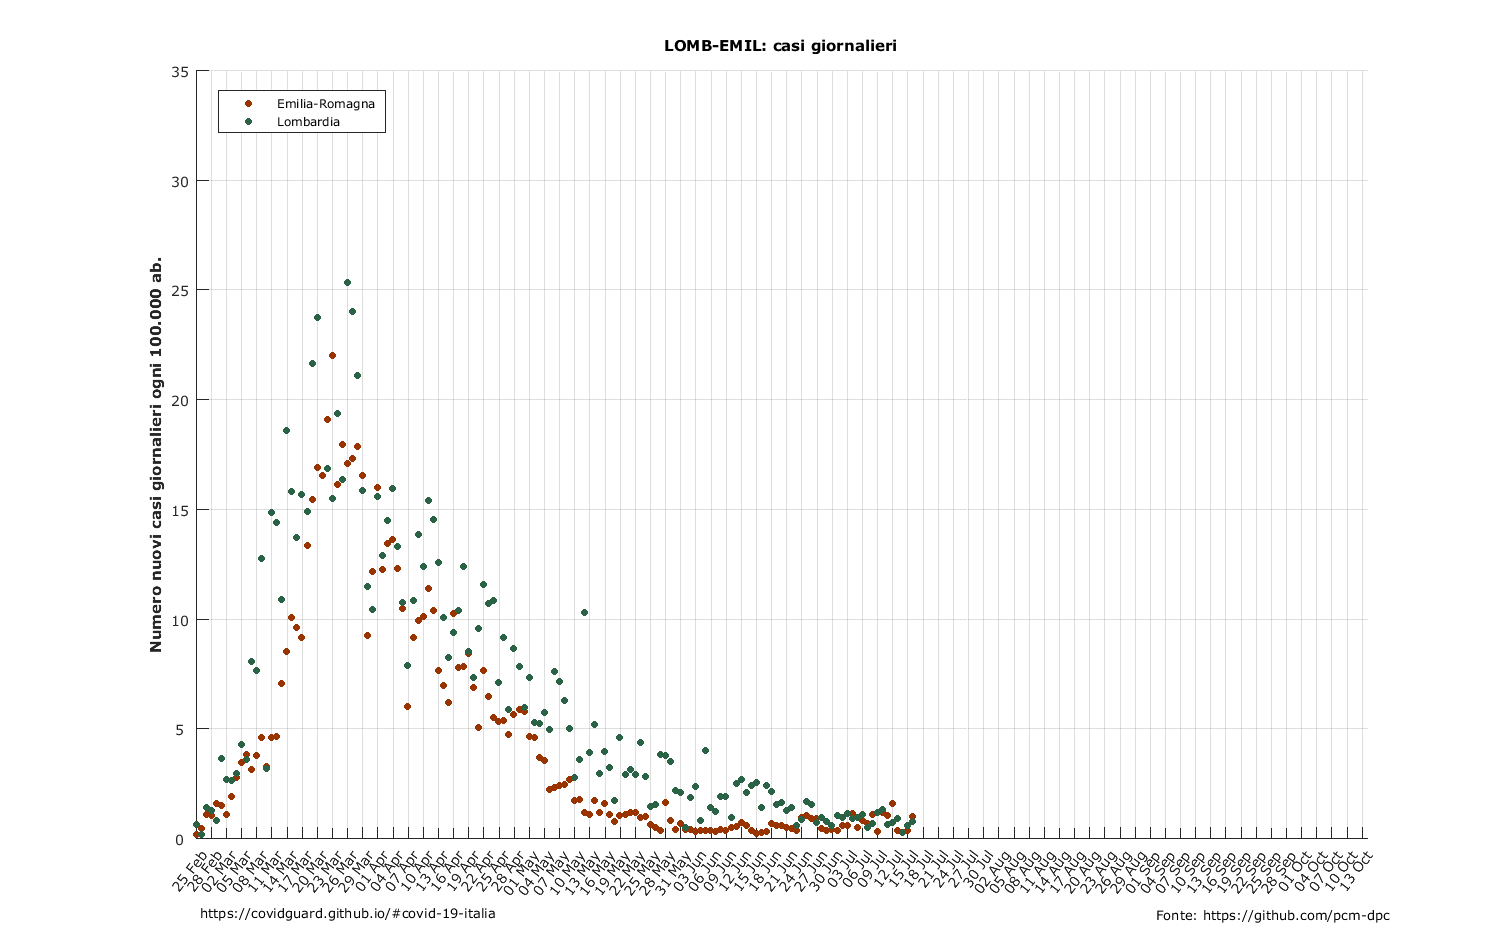 LOMB-EMIL: casi giornalieri
Emilia-Romagna
Lombardia
Numero nuovi casi giornalieri ogni 100.000 ab.
35
30
25
20
15
10
5
0
25 Feb
28 Feb
02 Mar
05 Mar
08 Mar
11 Mar
14 Mar
17 Mar
20 Mar
23 Mar
26 Mar
29 Mar
01 Apr
04 Apr
07 Apr
10 Apr
13 Apr
16 Apr
19 Apr
22 Apr
25 Apr
28 Apr
01 May
04 May
07 May
10 May
13 May
16 May
19 May
22 May
25 May
28 May
31 May
03 Jun
06 Jun
09 Jun
12 Jun
15 Jun
18 Jun
21 Jun
24 Jun
27 Jun
30 Jun
03 Jul
06 Jul
09 Jul
12 Jul
15 Jul
18 Jul
21 Jul
24 Jul
27 Jul
30 Jul
02 Aug
05 Aug
08 Aug
11 Aug
14 Aug
17 Aug
20 Aug
23 Aug
26 Aug
29 Aug
01 Sep
04 Sep
07 Sep
10 Sep
13 Sep
16 Sep
19 Sep
22 Sep
25 Sep
28 Sep
01 Oct
04 Oct
07 Oct
10 Oct
13 Oct
https://covidguard.github.io/#covid-19-italia
Fonte: https://github.com/pcm-dpc